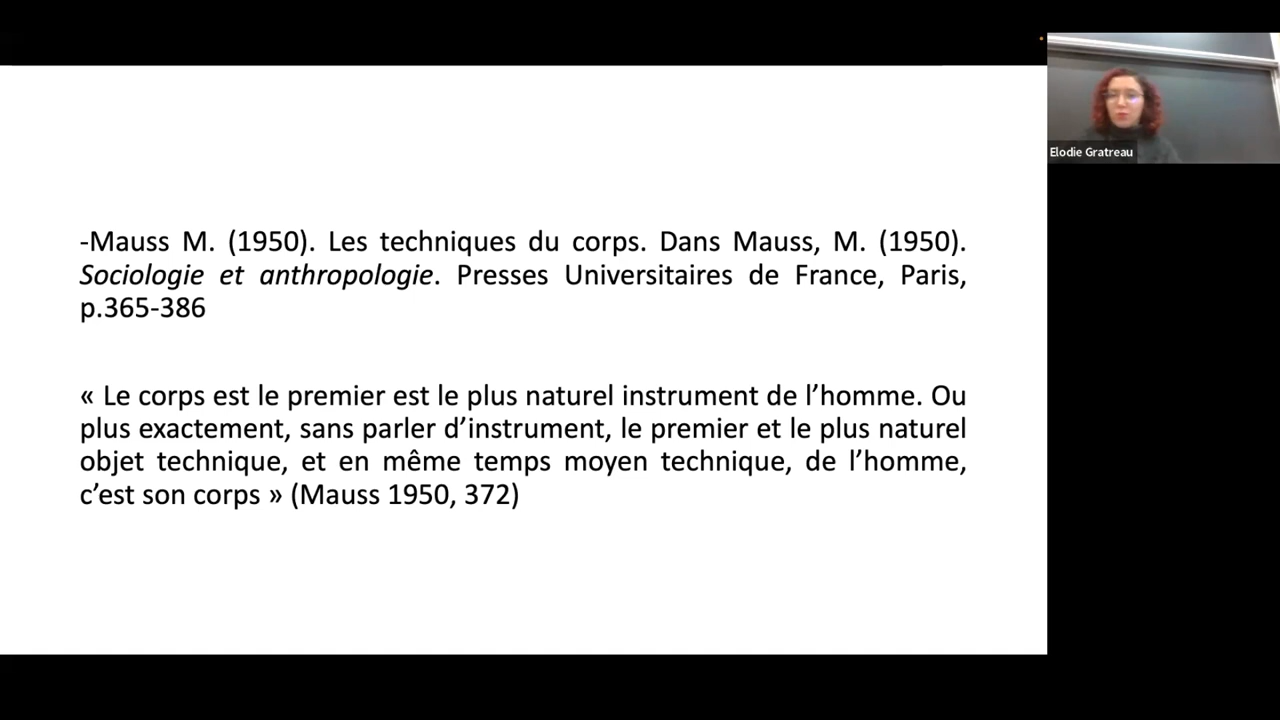 -Mauss M. (1950). Les techniques du corps. Dans Mauss, M. (1950).
Sociologie et anthropologie. Presses Universitaires de France, Paris,
p.365-386
« Le corps est le premier est le plus naturel instrument de l’homme. Ou
plus exactement, sans parler d’instrument, le premier et le plus naturel
objet technique, et en même temps moyen technique, de l’homme,
c’est son corps » (Mauss 1950, 372)
Elodie Gratreau